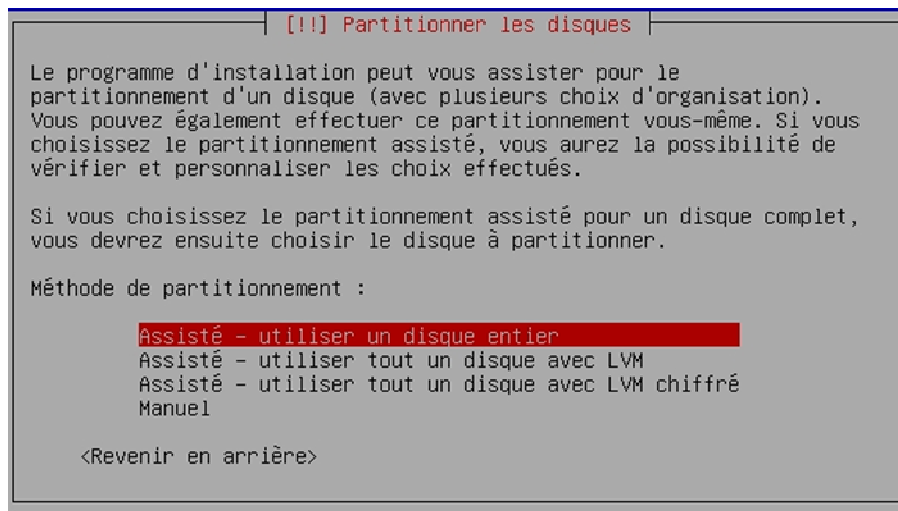 [!!] Partitionner les disques
Le programme d'installation peut vous assister pour le
partitionnement d'un disque (avec plusieurs choix d'organisation).
Vous pouvez également effectuer ce partitionnement vous-même. Si vous
choisissez le partitionnement assisté, vous aurez la possibilité de
vérifier et personnaliser les choix effectués.
Si vous choisissez le partitionnement assisté pour un disque complet,
vous devrez ensuite choisir le disque à partitionner.
Méthode de partitionnement :
Assisté - utiliser un disque entier
Assisté - utiliser tout un disque avec LVM
Assisté - utiliser tout un disque avec LVM chiffré
Manuel
<Revenir en arrière>